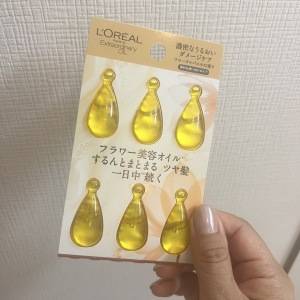 L'ORÉAL
PARIS
Extraordinary
OIL
濃密なうるおい
ダメージケア
フラワー美容オイル
するんとまとまる ツヤ髪
一日中続く